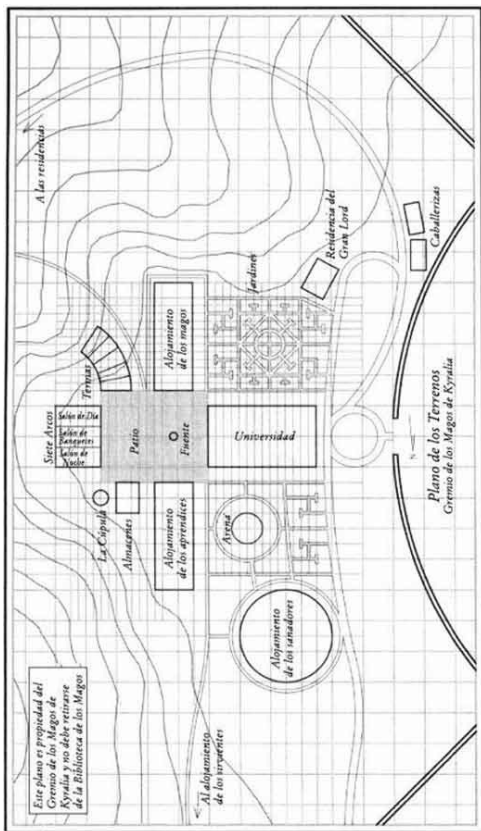 Este plano es propiedad del
Gremio de los Magos de
Kyralia y no debe retirarse
de la Biblioteca de los Magos
A las residencias
Siete Arcos
Salón de Día
Salón de
Banquetes
Salón de
Noche
Termas
La Cúpula
Almacenes
Patio
Fuente
Alojamiento
de los magos
Alojamiento
de los aprendices
Universidad
Jardines
Residencia del
Gran Lord
Caballerizas
Arena
Alojamiento
de los sanadores
Al alojamiento
de los sirvientes
Plano de los Terrenos
Gremio de los Magos de Kyralia